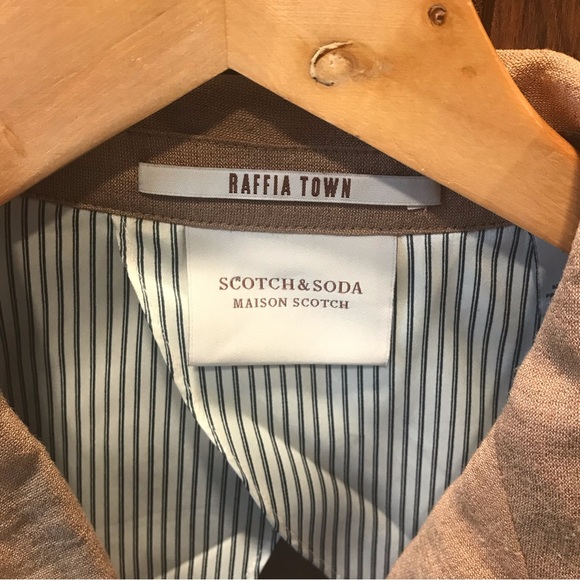 RAFFIA TOWN
SCOTCH & SODA
MAISON SCOTCH